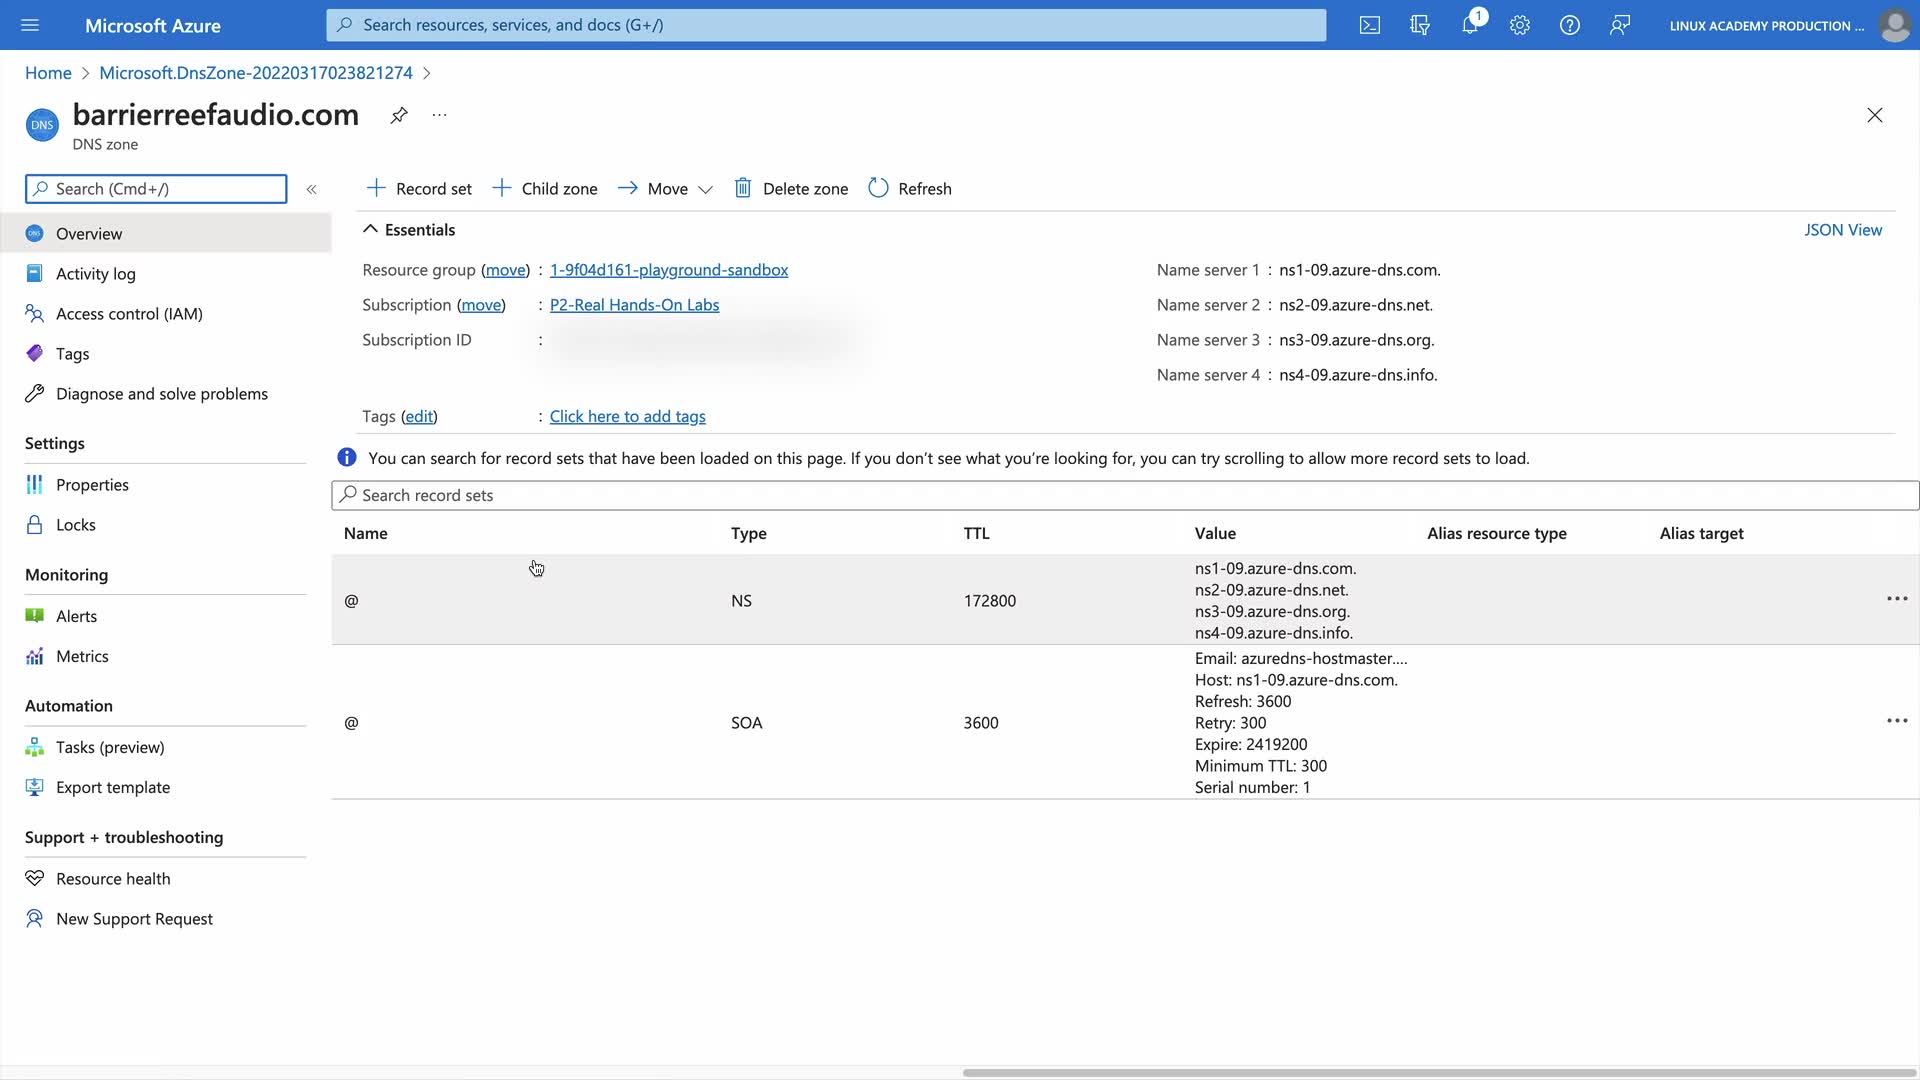 Microsoft Azure
Search resources, services, and docs (G+/)
1
LINUX ACADEMY PRODUCTION ...
Home > Microsoft.DnsZone-20220317023821274 >
DNS
barrierreefaudio.com
...
DNS zone
Search (Cmd+/)
«
Overview
Activity log
Access control (IAM)
Tags
Diagnose and solve problems
Settings
Properties
Locks
Monitoring
Alerts
Metrics
Automation
Tasks (preview)
Export template
Support + troubleshooting
Resource health
New Support Request
Record set
Child zone
Move
Delete zone
Refresh
Essentials
JSON View
Resource group (move) : 1-9f04d161-playground-sandbox
Subscription (move) : P2-Real Hands-On Labs
Subscription ID :
Tags (edit) : Click here to add tags
Name server 1 : ns1-09.azure-dns.com.
Name server 2 : ns2-09.azure-dns.net.
Name server 3 : ns3-09.azure-dns.org.
Name server 4 : ns4-09.azure-dns.info.
You can search for record sets that have been loaded on this page. If you don’t see what you’re looking for, you can try scrolling to allow more record sets to load.
Search record sets
Name Type TTL Value Alias resource type Alias target
@ NS 172800
ns1-09.azure-dns.com.
ns2-09.azure-dns.net.
ns3-09.azure-dns.org.
ns4-09.azure-dns.info.
...
@ SOA 3600
Email: azuredns-hostmaster....
Host: ns1-09.azure-dns.com.
Refresh: 3600
Retry: 300
Expire: 2419200
Minimum TTL: 300
Serial number: 1
...